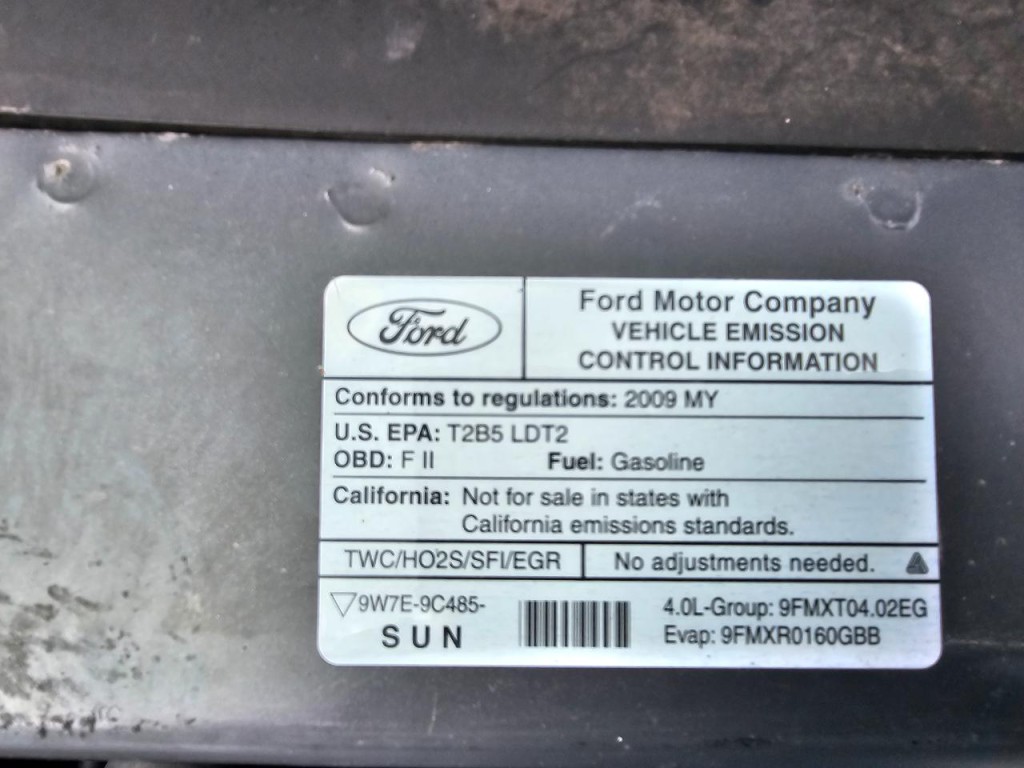 Ford
Ford Motor Company
VEHICLE EMISSION
CONTROL INFORMATION
Conforms to regulations: 2009 MY
U.S. EPA: T2B5 LDT2
OBD: F II Fuel: Gasoline
California: Not for sale in states with
California emissions standards.
TWC/HO2S/SFI/EGR No adjustments needed.
9W7E-9C485- 4.0L-Group: 9FMXT04.02EG
SUN Evap: 9FMXR0160GBB